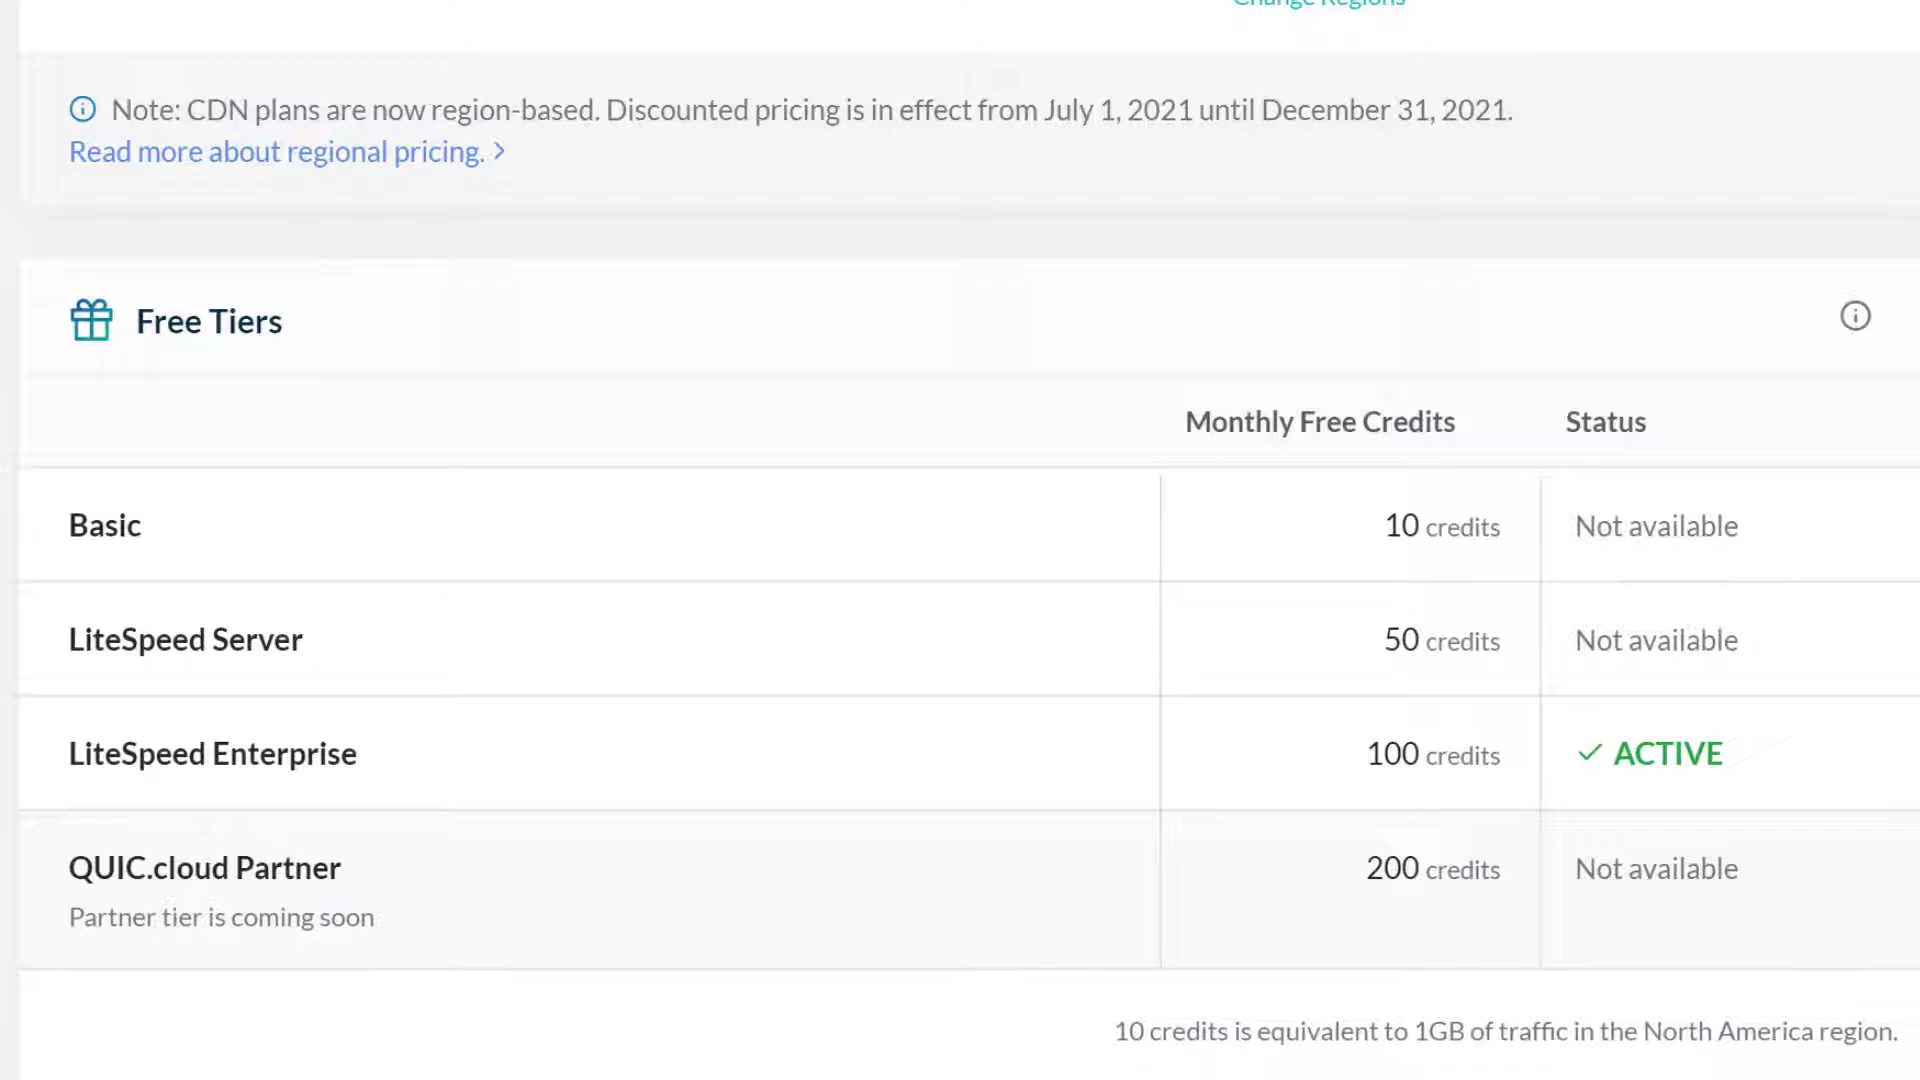 Change Regions
Note: CDN plans are now region-based. Discounted pricing is in effect from July 1, 2021 until December 31, 2021.
Read more about regional pricing. >
Free Tiers
Monthly Free Credits Status
Basic 10 credits Not available
LiteSpeed Server 50 credits Not available
LiteSpeed Enterprise 100 credits ✓ ACTIVE
QUIC.cloud Partner 200 credits Not available
Partner tier is coming soon
10 credits is equivalent to 1GB of traffic in the North America region.